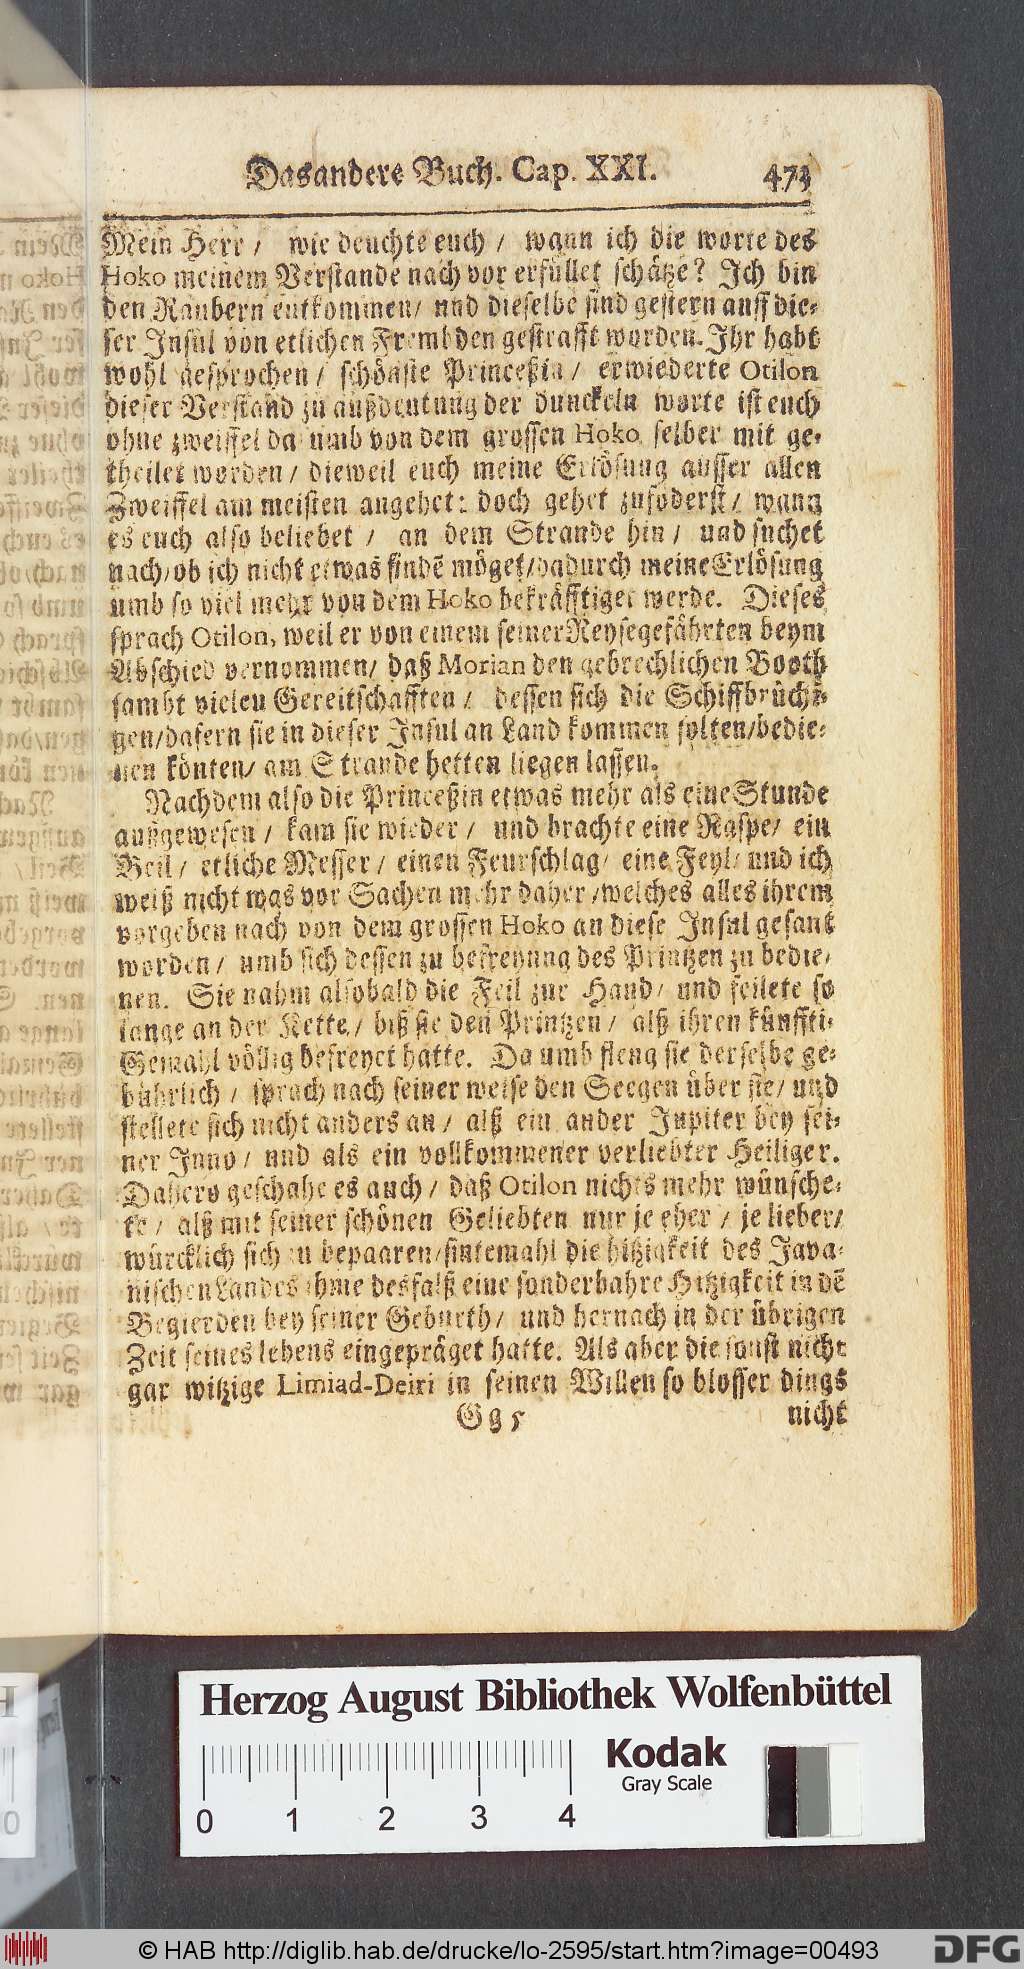 Das andere Buch. Cap. XXI. 473
Mein Herr / wie deuchte euch / wann ich die worte des
Hoko meinem Verstande nach vor erfüllet schätze? Ich bin
den Räubern entkommen / und dieselbe sind gestern auff die-
ser Insul von etlichen Frembden gestrafft worden. Ihr habt
wohl gesprochen / schönste Princeßin / erwiederte Otilon
dieser Verstand zu außdeutung der dunckeln worte ist euch
ohne zweiffel da umb von dem grossen Hoko selber mit ge-
theilet worden / dieweil euch meine Erlösung ausser allen
Zweiffel am meisten angehet: doch gehet zufoderst / wann
es euch also beliebet / an dem Strande hin / und suchet
nach / ob ich nicht etwas findē möget / dadurch meine Erlösung
umb so viel mehr von dem Hoko bekräfftiget werde. Dieses
sprach Otilon, weil er von einem seiner Reysegefährten beym
Abschied vernommen / daß Morian den gebrechlichen Booth
sambt vielen Gereitschafften / dessen sich die Schiffbrüchi-
gen / dafern sie in dieser Insul an Land kommen solten / bedie-
nen könten / am Strande hetten liegen lassen.
Nachdem also die Princeßin etwas mehr als eine Stunde
außgewesen / kam sie wieder / und brachte eine Raspe / ein
Beil / etliche Messer / einen Feurschlag / eine Feyl / und ich
weiß nicht was vor Sachen mehr daher / welches alles ihrem
vorgeben nach von dem grossen Hoko an diese Insul gesant
worden / umb sich dessen zu befreyung des Printzen zu bedie-
nen. Sie nahm alsobald die Feil zur Hand / und feilete so
lange an der Kette / biß sie den Printzen / alß ihren künffti-
Gemahl völlig befreyet hatte. Da umb fieng sie derselbe ge-
bührlich / sprach nach seiner weise den Seegen über sie / und
stellete sich nicht anders an / alß ein ander Jupiter bey sei-
ner Juno / und als ein vollkommener verliebter Heiliger.
Dahero geschahe es auch / daß Otilon nichts mehr wünsche-
te / alß mit seiner schönen Geliebten nur je eher / je lieber /
würcklich sich zu bepaaren / sintemahl die hitzigkeit des Java-
nischen Landes ihme desfalß eine sonderbahre Hitzigkeit in dē
Begierden bey seiner Geburth / und hernach in der übrigen
Zeit seines lebens eingepräget hatte. Als aber die sonst nicht
gar witzige Limiad-Deiri in seinen Willen so blosser dings
Gg 5 nicht
Herzog August Bibliothek Wolfenbüttel
Kodak
Gray Scale
0 1 2 3 4
© HAB http://diglib.hab.de/drucke/lo-2595/start.htm?image=00493
DFG